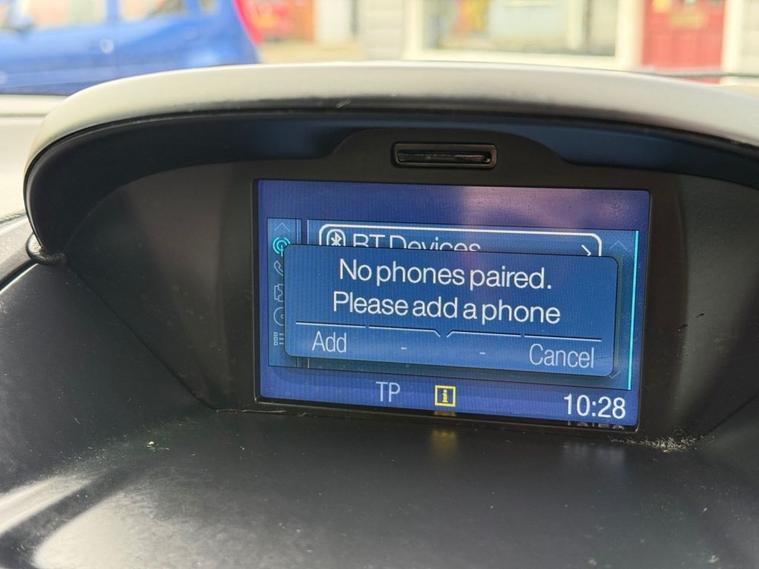 BT Devices
No phones paired.
Please add a phone
Add - - Cancel
TP i 10:28